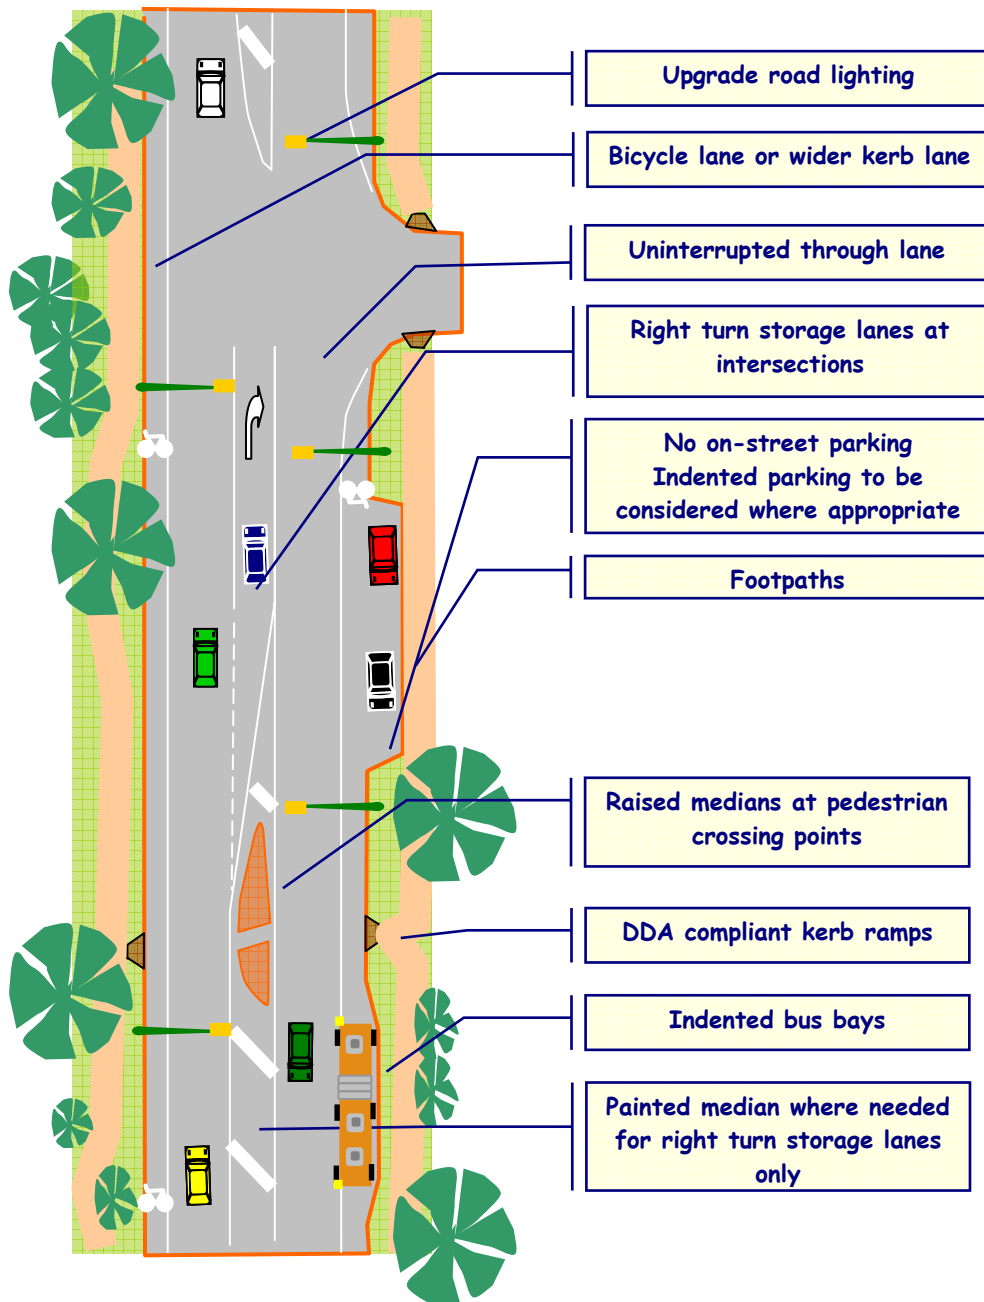 Upgrade road lighting
Bicycle lane or wider kerb lane
Uninterrupted through lane
Right turn storage lanes at
intersections
No on-street parking
Indented parking to be
considered where appropriate
Footpaths
Raised medians at pedestrian
crossing points
DDA compliant kerb ramps
Indented bus bays
Painted median where needed
for right turn storage lanes
only